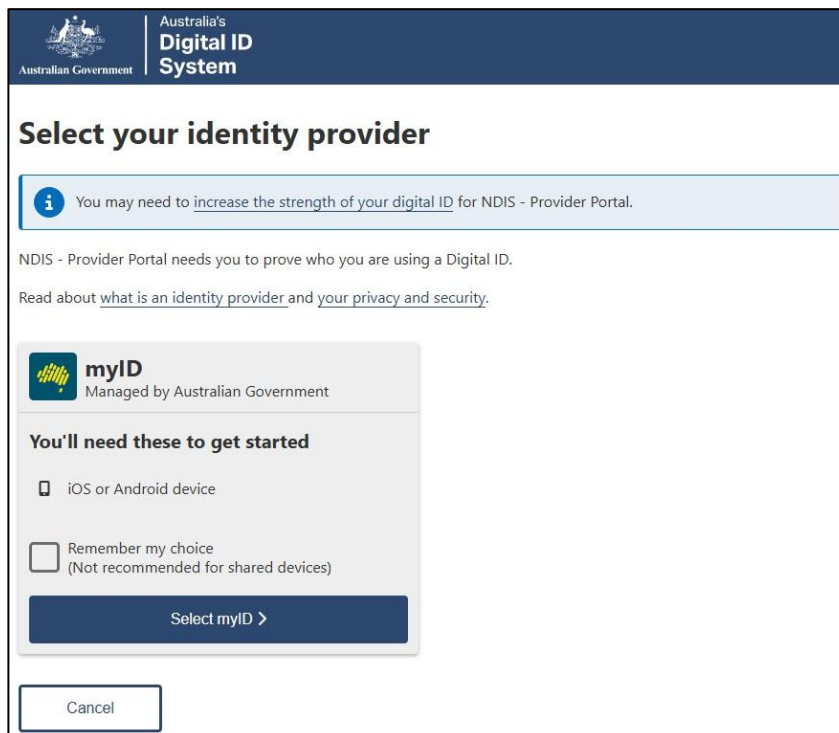 Australian Government
Australia's
Digital ID
System
Select your identity provider
You may need to increase the strength of your digital ID for NDIS - Provider Portal.
NDIS - Provider Portal needs you to prove who you are using a Digital ID.
Read about what is an identity provider and your privacy and security.
myID
Managed by Australian Government
You'll need these to get started
iOS or Android device
Remember my choice
(Not recommended for shared devices)
Select myID >
Cancel